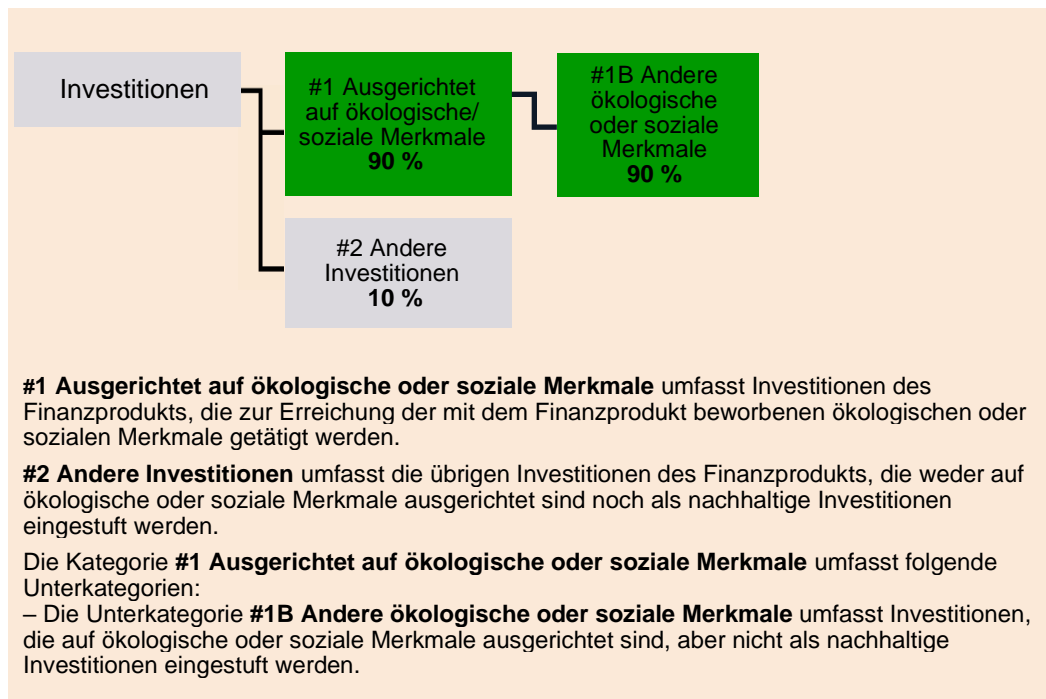 Investitionen
#1 Ausgerichtet
auf ökologische/
soziale Merkmale
90 %
#1B Andere
ökologische
oder soziale
Merkmale
90 %
#2 Andere
Investitionen
10 %
#1 Ausgerichtet auf ökologische oder soziale Merkmale umfasst Investitionen des
Finanzprodukts, die zur Erreichung der mit dem Finanzprodukt beworbenen ökologischen oder
sozialen Merkmale getätigt werden.
#2 Andere Investitionen umfasst die übrigen Investitionen des Finanzprodukts, die weder auf
ökologische oder soziale Merkmale ausgerichtet sind noch als nachhaltige Investitionen
eingestuft werden.
Die Kategorie #1 Ausgerichtet auf ökologische oder soziale Merkmale umfasst folgende
Unterkategorien:
– Die Unterkategorie #1B Andere ökologische oder soziale Merkmale umfasst Investitionen,
die auf ökologische oder soziale Merkmale ausgerichtet sind, aber nicht als nachhaltige
Investitionen eingestuft werden.